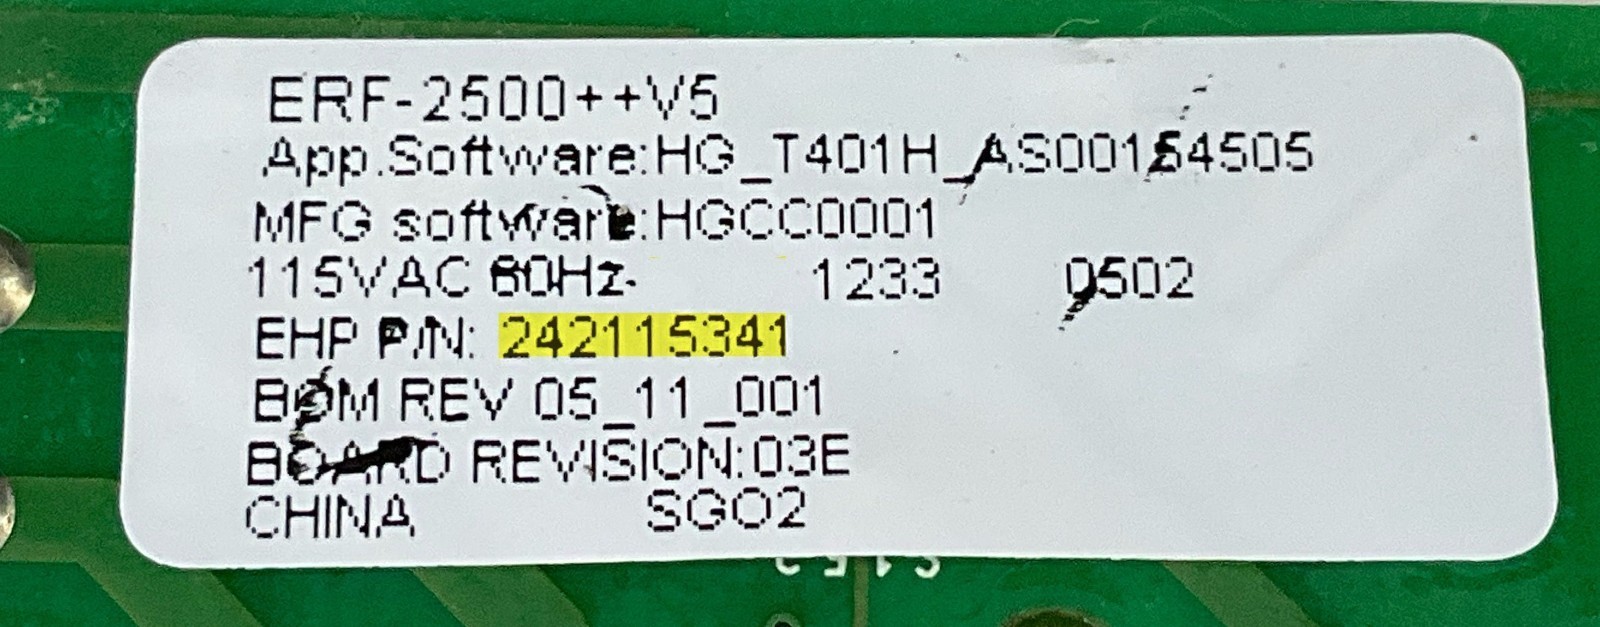 ERF-2500++V5
App.Software:HG_T401H_AS00154505
MFG software:HGCC0001
115VAC 60Hz 1233 0502
EHP P/N: 242115341
BOM REV 05_11_001
BOARD REVISION:03E
CHINA SGO2